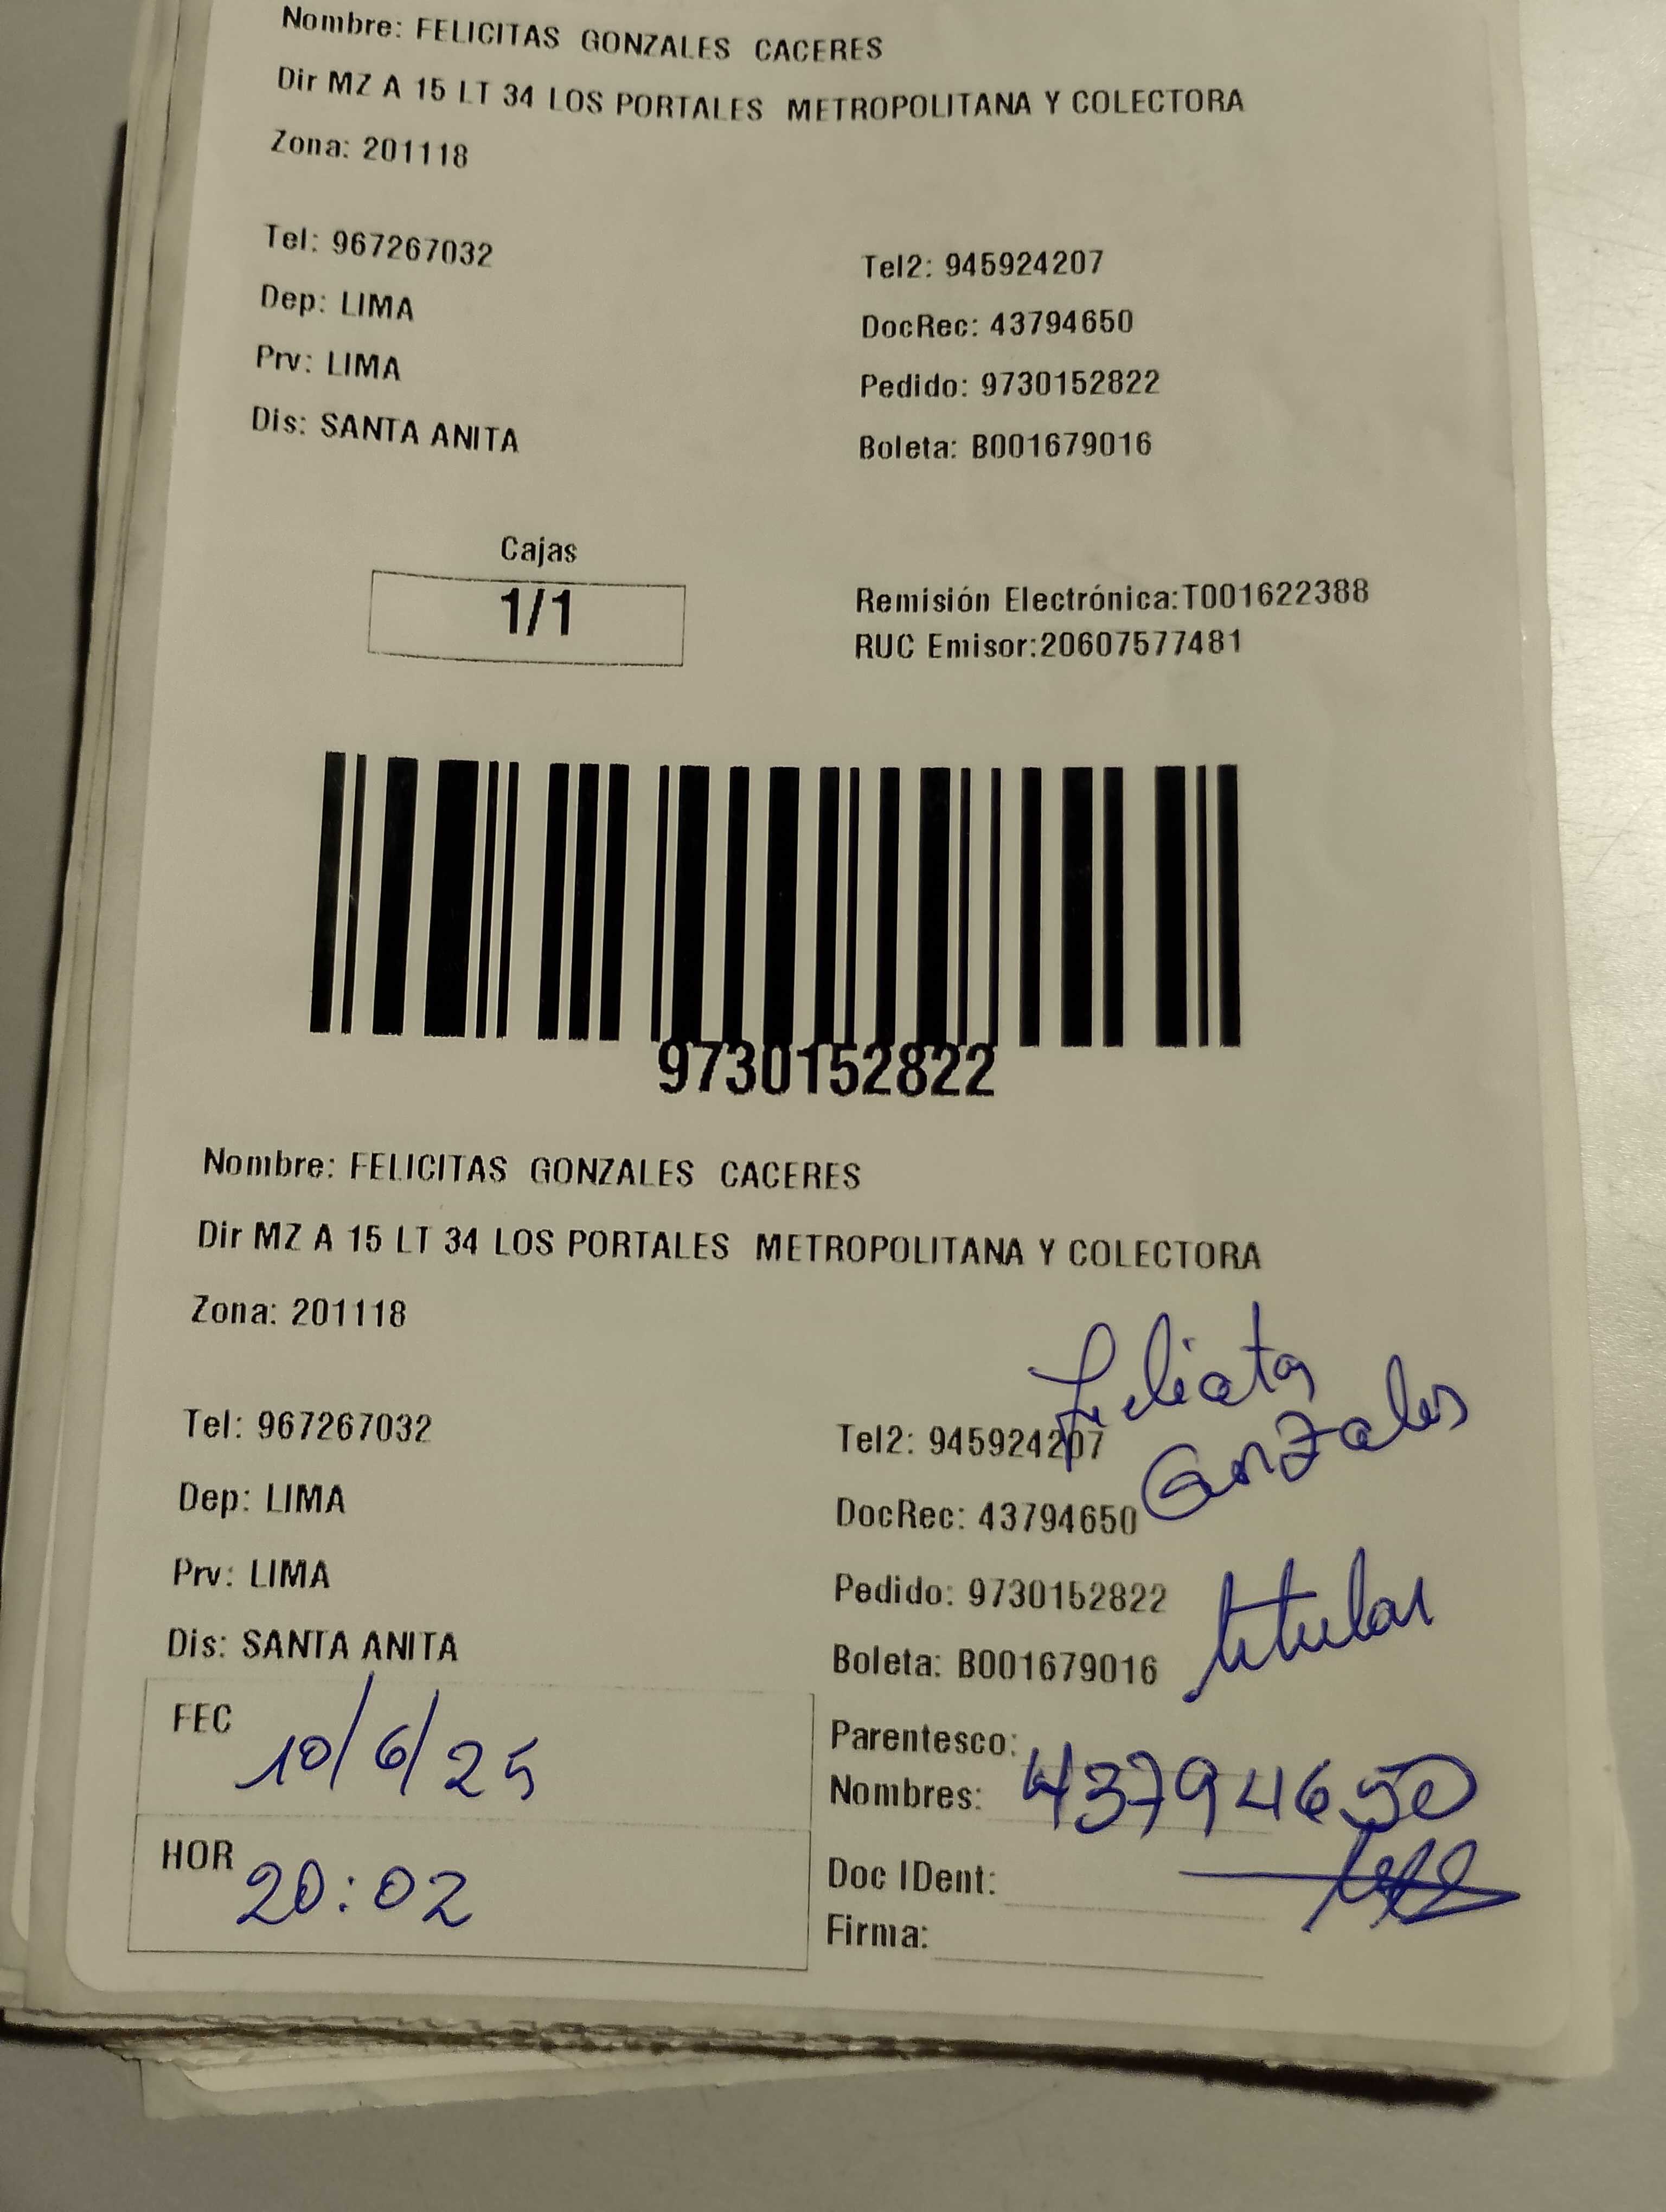 Nombre: FELICITAS GONZALES CACERES
Dir MZ A 15 LT 34 LOS PORTALES METROPOLITANA Y COLECTORA
Zona: 201118
Tel: 967267032
Tel2: 945924207
Dep: LIMA
DocRec: 43794650
Prv: LIMA
Pedido: 9730152822
Dis: SANTA ANITA
Boleta: B001679016
Cajas
1/1
Remisión Electrónica:T001622388
RUC Emisor:20607577481
9730152822
Nombre: FELICITAS GONZALES CACERES
Dir MZ A 15 LT 34 LOS PORTALES METROPOLITANA Y COLECTORA
Zona: 201118
Felicitas
Gonzales
Tel: 967267032
Tel2: 945924207
Dep: LIMA
DocRec: 43794650
Prv: LIMA
Pedido: 9730152822
titular
Dis: SANTA ANITA
Boleta: B001679016
FEC 10/6/25
Parentesco:
Nombres: 43794650
HOR 20:02
Doc IDent:
Firma: